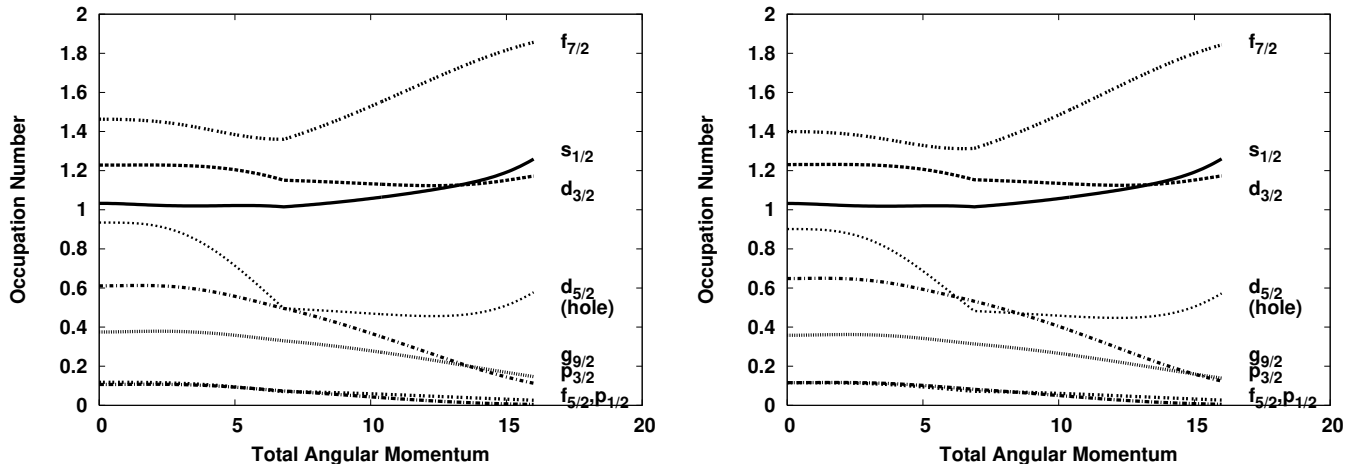 Occupation Number
2
1.8
1.6
1.4
1.2
1
0.8
0.6
0.4
0.2
0
0 5 10 15 20
Total Angular Momentum
f7/2
s1/2
d3/2
d5/2
(hole)
g9/2
p3/2
f5/2,p1/2
Occupation Number
2
1.8
1.6
1.4
1.2
1
0.8
0.6
0.4
0.2
0
0 5 10 15 20
Total Angular Momentum
f7/2
s1/2
d3/2
d5/2
(hole)
g9/2
p3/2
f5/2,p1/2